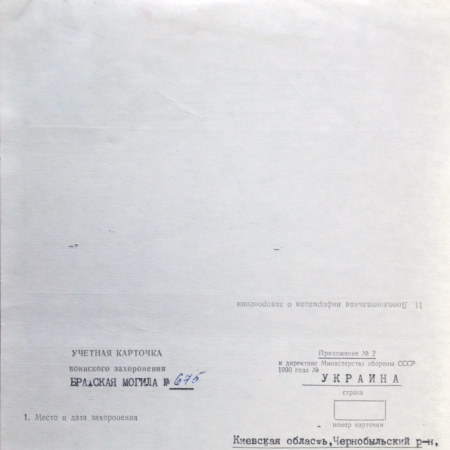 11. Дополнительная информация о захоронении
УЧЕТНАЯ КАРТОЧКА
воинского захоронения
БРАТСКАЯ МОГИЛА № 675
Приложение № 2
к директиве Министерства обороны СССР
1990 года №
УКРАИНА
страна
номер карточки
1. Место и дата захоронения
Киевская область, Чернобыльский р-н,